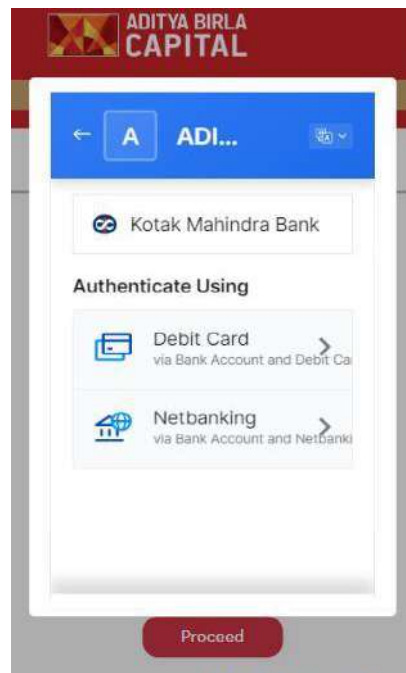 ADITYA BIRLA
CAPITAL
A ADI...
Kotak Mahindra Bank
Authenticate Using
Debit Card
via Bank Account and Debit Ca
Netbanking
via Bank Account and Netbanki
Proceed